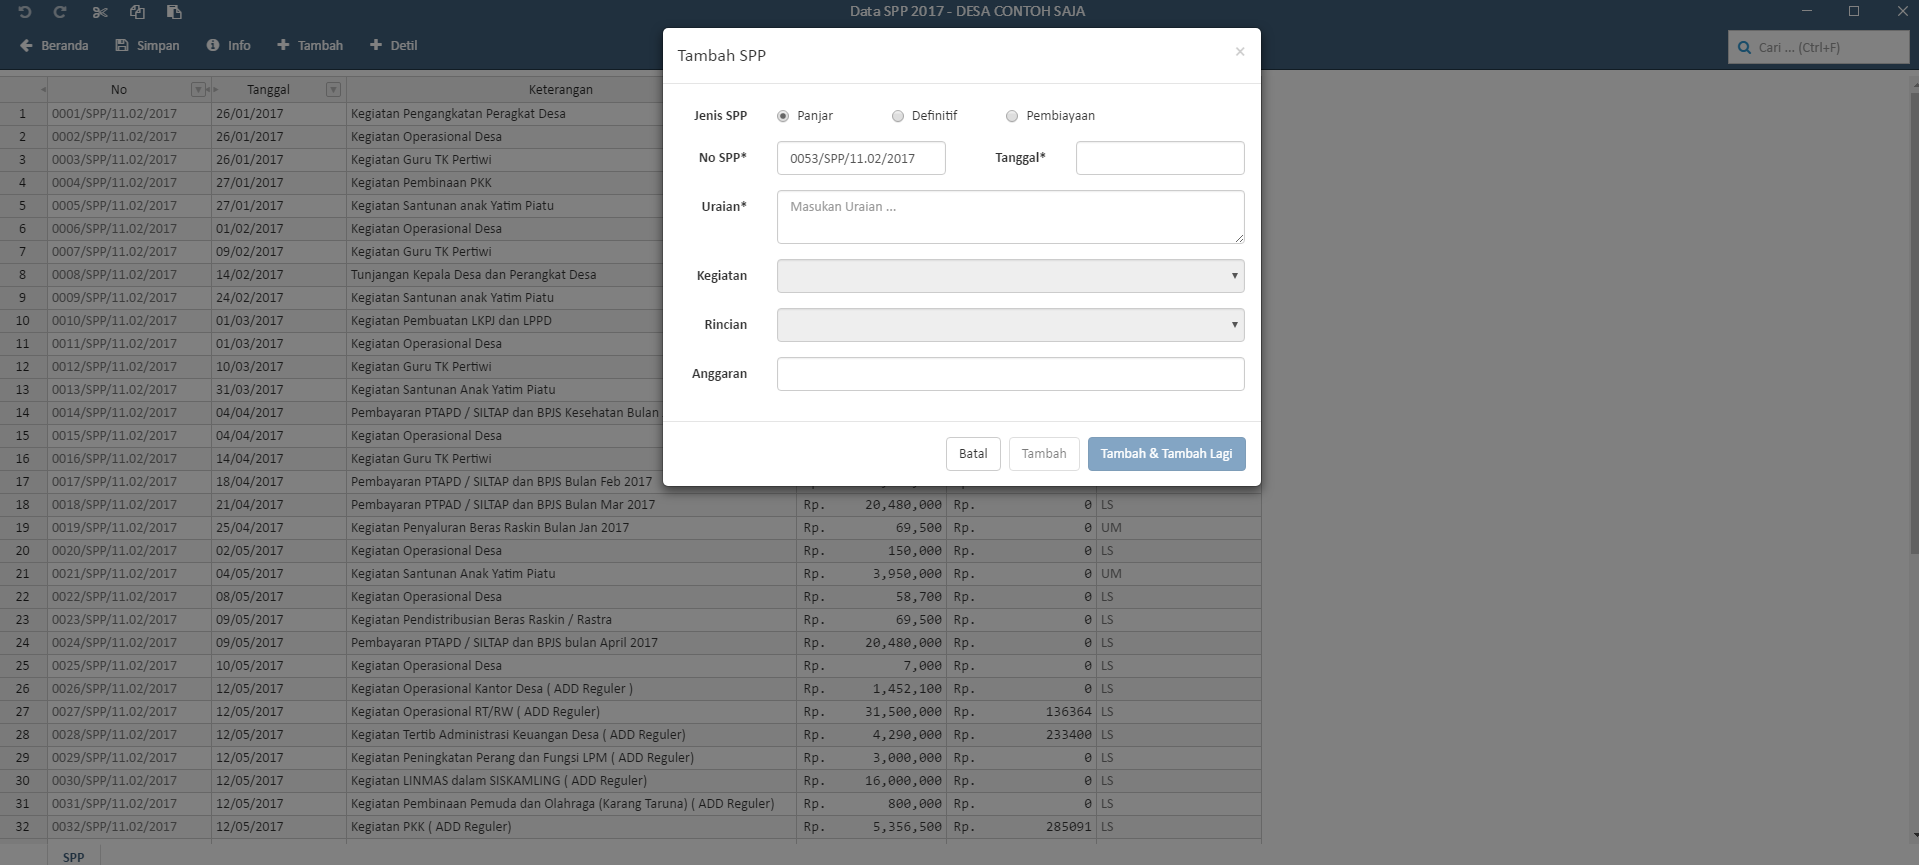 Data SPP 2017 - DESA CONTOH SAJA
Beranda Simpan Info Tambah Detil
Cari ... (Ctrl+F)
Tambah SPP ×
Jenis SPP Panjar Definitif Pembiayaan
No SPP* 0053/SPP/11.02/2017 Tanggal*
Uraian* Masukan Uraian ...
Kegiatan
Rincian
Anggaran
Batal Tambah Tambah & Tambah Lagi
No Tanggal Keterangan
1 0001/SPP/11.02/2017 26/01/2017 Kegiatan Pengangkatan Peragkat Desa
2 0002/SPP/11.02/2017 26/01/2017 Kegiatan Operasional Desa
3 0003/SPP/11.02/2017 26/01/2017 Kegiatan Guru TK Pertiwi
4 0004/SPP/11.02/2017 27/01/2017 Kegiatan Pembinaan PKK
5 0005/SPP/11.02/2017 27/01/2017 Kegiatan Santunan anak Yatim Piatu
6 0006/SPP/11.02/2017 01/02/2017 Kegiatan Operasional Desa
7 0007/SPP/11.02/2017 09/02/2017 Kegiatan Guru TK Pertiwi
8 0008/SPP/11.02/2017 14/02/2017 Tunjangan Kepala Desa dan Perangkat Desa
9 0009/SPP/11.02/2017 24/02/2017 Kegiatan Santunan anak Yatim Piatu
10 0010/SPP/11.02/2017 01/03/2017 Kegiatan Pembuatan LKPJ dan LPPD
11 0011/SPP/11.02/2017 01/03/2017 Kegiatan Operasional Desa
12 0012/SPP/11.02/2017 10/03/2017 Kegiatan Guru TK Pertiwi
13 0013/SPP/11.02/2017 31/03/2017 Kegiatan Santunan Anak Yatim Piatu
14 0014/SPP/11.02/2017 04/04/2017 Pembayaran PTAPD / SILTAP dan BPJS Kesehatan Bulan
15 0015/SPP/11.02/2017 04/04/2017 Kegiatan Operasional Desa
16 0016/SPP/11.02/2017 14/04/2017 Kegiatan Guru TK Pertiwi
17 0017/SPP/11.02/2017 18/04/2017 Pembayaran PTAPD / SILTAP dan BPJS Bulan Feb 2017
18 0018/SPP/11.02/2017 21/04/2017 Pembayaran PTPAD / SILTAP dan BPJS Bulan Mar 2017 Rp. 20,480,000 Rp. 0 LS
19 0019/SPP/11.02/2017 25/04/2017 Kegiatan Penyaluran Beras Raskin Bulan Jan 2017 Rp. 69,500 Rp. 0 UM
20 0020/SPP/11.02/2017 02/05/2017 Kegiatan Operasional Desa Rp. 150,000 Rp. 0 LS
21 0021/SPP/11.02/2017 04/05/2017 Kegiatan Santunan Anak Yatim Piatu Rp. 3,950,000 Rp. 0 UM
22 0022/SPP/11.02/2017 08/05/2017 Kegiatan Operasional Desa Rp. 58,700 Rp. 0 LS
23 0023/SPP/11.02/2017 09/05/2017 Kegiatan Pendistribusian Beras Raskin / Rastra Rp. 69,500 Rp. 0 LS
24 0024/SPP/11.02/2017 09/05/2017 Pembayaran PTAPD / SILTAP dan BPJS bulan April 2017 Rp. 20,480,000 Rp. 0 LS
25 0025/SPP/11.02/2017 10/05/2017 Kegiatan Operasional Desa Rp. 7,000 Rp. 0 LS
26 0026/SPP/11.02/2017 12/05/2017 Kegiatan Operasional Kantor Desa ( ADD Reguler ) Rp. 1,452,100 Rp. 0 LS
27 0027/SPP/11.02/2017 12/05/2017 Kegiatan Operasional RT/RW ( ADD Reguler) Rp. 31,500,000 Rp. 136364 LS
28 0028/SPP/11.02/2017 12/05/2017 Kegiatan Tertib Administrasi Keuangan Desa ( ADD Reguler) Rp. 4,290,000 Rp. 233400 LS
29 0029/SPP/11.02/2017 12/05/2017 Kegiatan Peningkatan Perang dan Fungsi LPM ( ADD Reguler) Rp. 3,000,000 Rp. 0 LS
30 0030/SPP/11.02/2017 12/05/2017 Kegiatan LINMAS dalam SISKAMLING ( ADD Reguler) Rp. 16,000,000 Rp. 0 LS
31 0031/SPP/11.02/2017 12/05/2017 Kegiatan Pembinaan Pemuda dan Olahraga (Karang Taruna) ( ADD Reguler) Rp. 800,000 Rp. 0 LS
32 0032/SPP/11.02/2017 12/05/2017 Kegiatan PKK ( ADD Reguler) Rp. 5,356,500 Rp. 285091 LS
SPP